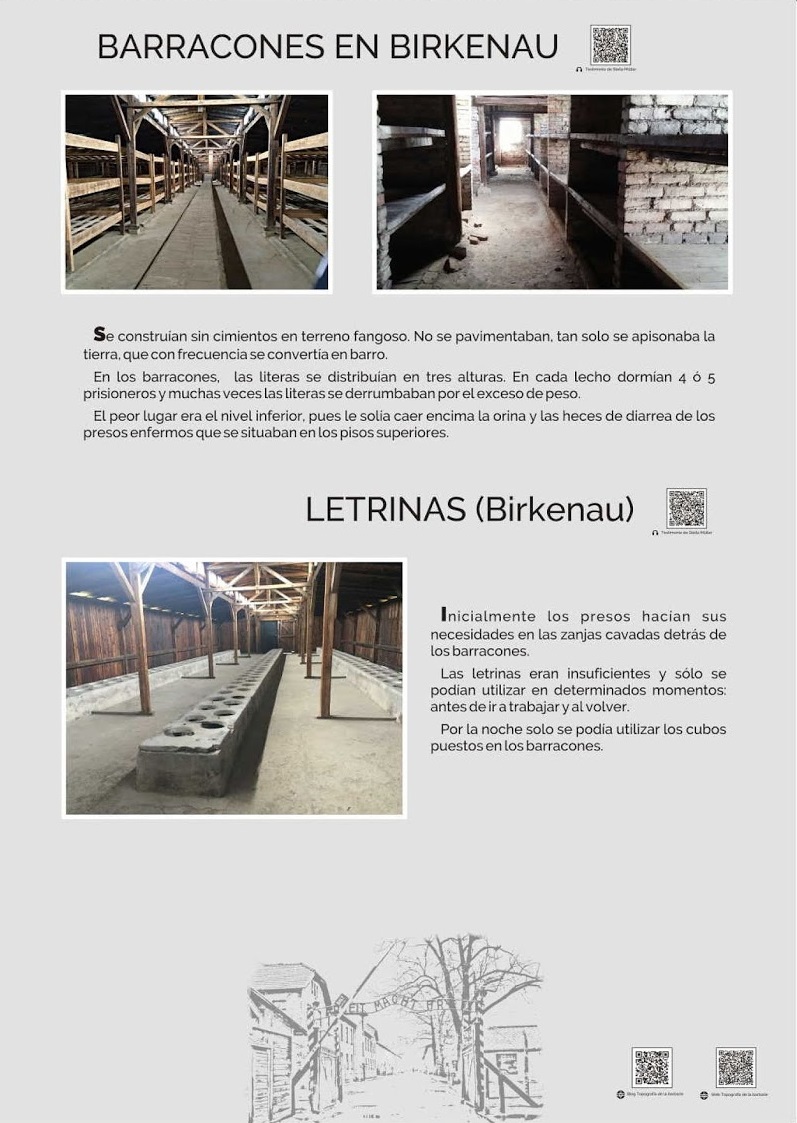 BARRACONES EN BIRKENAU
Testimonio de Stella Müller
Se construían sin cimientos en terreno fangoso. No se pavimentaban, tan solo se apisonaba la
tierra, que con frecuencia se convertía en barro.
En los barracones, las literas se distribuían en tres alturas. En cada lecho dormían 4 ó 5
prisioneros y muchas veces las literas se derrumbaban por el exceso de peso.
El peor lugar era el nivel inferior, pues le solía caer encima la orina y las heces de diarrea de los
presos enfermos que se situaban en los pisos superiores.
LETRINAS (Birkenau)
Testimonio de Stella Müller
Inicialmente los presos hacían sus
necesidades en las zanjas cavadas detrás de
los barracones.
Las letrinas eran insuficientes y sólo se
podían utilizar en determinados momentos:
antes de ir a trabajar y al volver.
Por la noche solo se podía utilizar los cubos
puestos en los barracones.
MACHT
Blog Topografía de la barbarie
Web Topografía de la barbarie